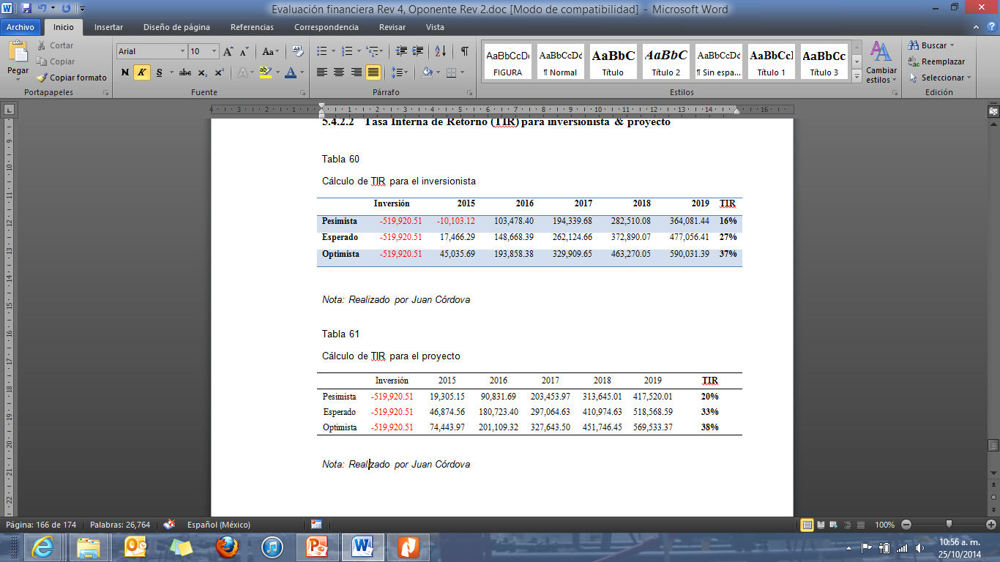 Evaluación financiera Rev 4, Oponente Rev 2.doc [Modo de compatibilidad] - Microsoft Word
Archivo Inicio Insertar Diseño de página Referencias Correspondencia Revisar Vista
Pegar
Cortar
Copiar
Copiar formato
Portapapeles
Arial 10
N K S abc x₂ x² A ab A
Aa
Fuente
Párrafo
AaBbCcDc AaBbCcDd AaBbC AaBbC AaBbCcDd AaBbCcI AaBbCc
FIGURA ¶ Normal Título Título 2 ¶ Sin espa... Título 1 Título 3
Cambiar estilos
Estilos
Buscar
Reemplazar
Seleccionar
Edición
5.4.2.2 Tasa Interna de Retorno (TIR) para inversionista & proyecto
Tabla 60
Cálculo de TIR para el inversionista
Inversión 2015 2016 2017 2018 2019 TIR
Pesimista -519,920.51 -10,103.12 103,478.40 194,339.68 282,510.08 364,081.44 16%
Esperado -519,920.51 17,466.29 148,668.39 262,124.66 372,890.07 477,056.41 27%
Optimista -519,920.51 45,035.69 193,858.38 329,909.65 463,270.05 590,031.39 37%
Nota: Realizado por Juan Córdova
Tabla 61
Cálculo de TIR para el proyecto
Inversión 2015 2016 2017 2018 2019 TIR
Pesimista -519,920.51 19,305.15 90,831.69 203,453.97 313,645.01 417,520.01 20%
Esperado -519,920.51 46,874.56 180,723.40 297,064.63 410,974.63 518,568.59 33%
Optimista -519,920.51 74,443.97 201,109.32 327,643.50 451,746.45 569,533.37 38%
Nota: Realizado por Juan Córdova
Página: 166 de 174 Palabras: 26,764 Español (México) 100%
10:56 a. m.
25/10/2014